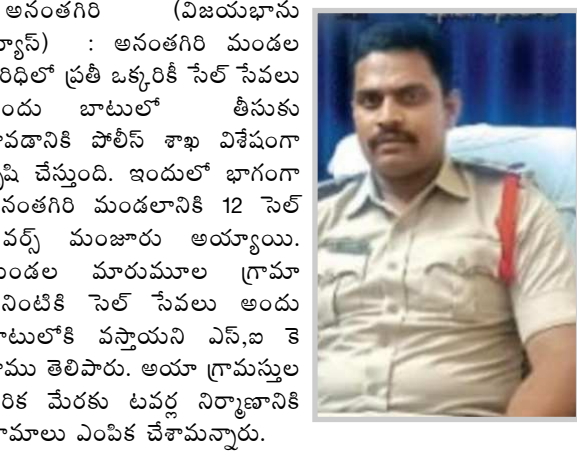 అనంతగిరి (విజయభాను
న్యూస్) : అనంతగిరి మండల
పరిధిలో ప్రతీ ఒక్కరికీ సేల్ సేవలు
అందు బాటులో తీసుకు
రావడానికి పోలీస్ శాఖ విశేషంగా
కృషి చేస్తుంది. ఇందులో భాగంగా
అనంతగిరి మండలానికి 12 సెల్
టవర్స్ మంజూరు అయ్యాయి.
మండల మారుమూల గ్రామా
లనింటికి సెల్ సేవలు అందు
బాటులోకి వస్తాయని ఎస్,ఐ కె
రాము తెలిపారు. అయా గ్రామస్తుల
కోరిక మేరకు టవర్ల నిర్మాణానికి
గ్రామాలు ఎంపిక చేశామన్నారు.